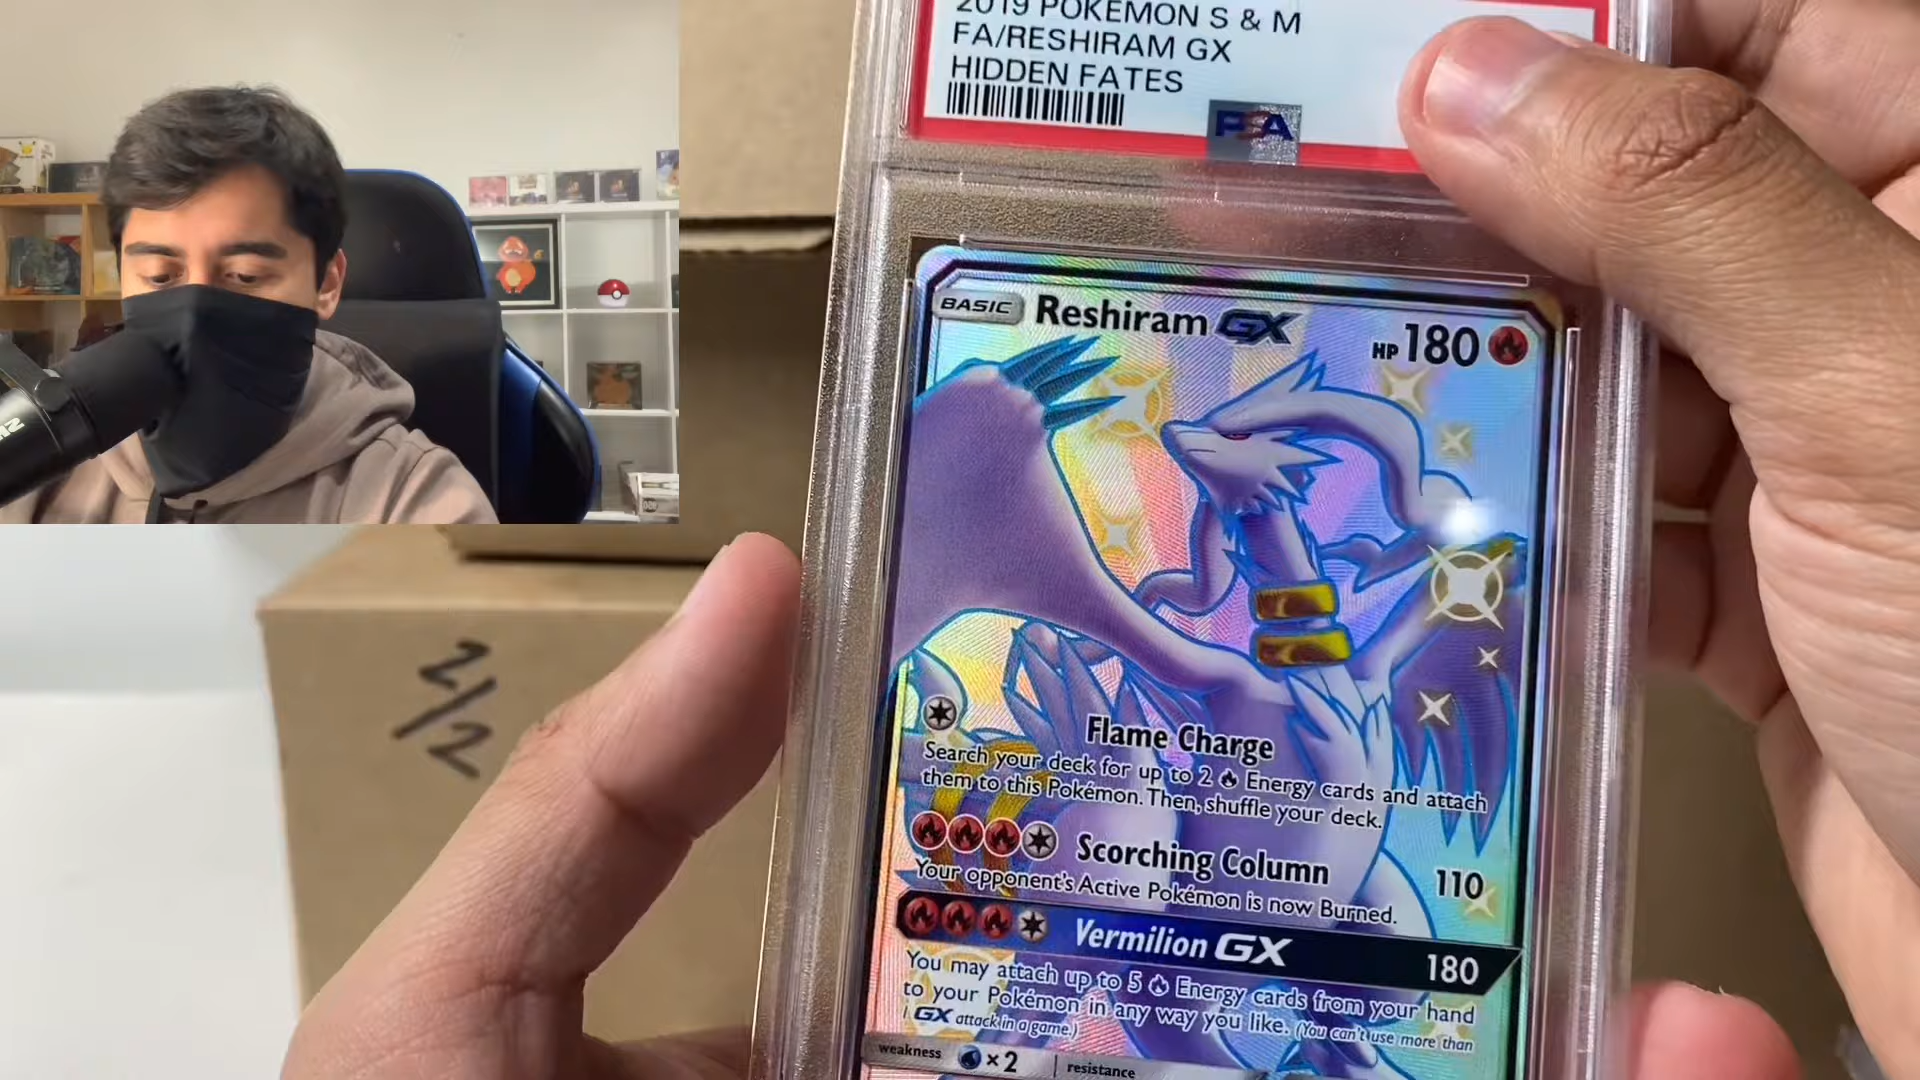 2019 POKEMON S & M
FA/RESHIRAM GX
HIDDEN FATES
PSA
BASIC Reshiram GX HP 180
2/2
Flame Charge
Search your deck for up to 2 Energy cards and attach
them to this Pokémon. Then, shuffle your deck.
Scorching Column 110
Your opponent's Active Pokémon is now Burned.
Vermilion GX 180
You may attach up to 5 Energy cards from your hand
to your Pokémon in any way you like. (You can't use more than
1 GX attack in a game.)
weakness ×2 resistance